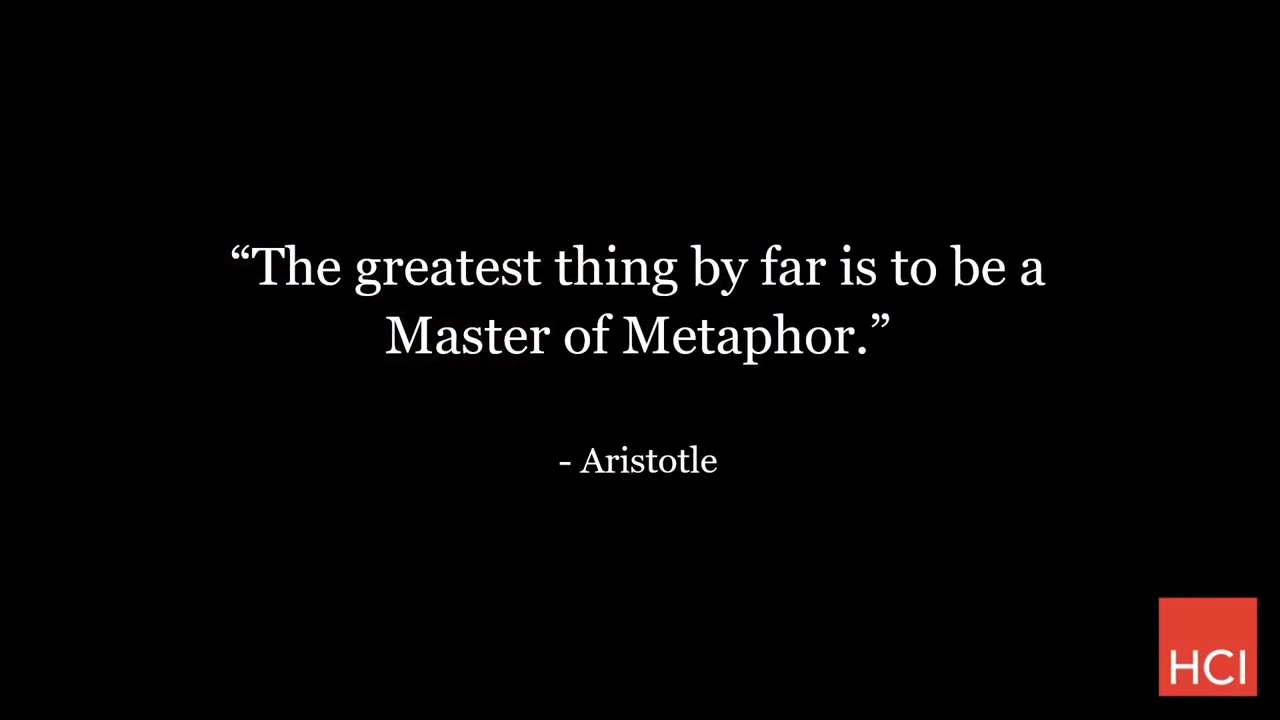 “The greatest thing by far is to be a
Master of Metaphor.”
- Aristotle
HCI